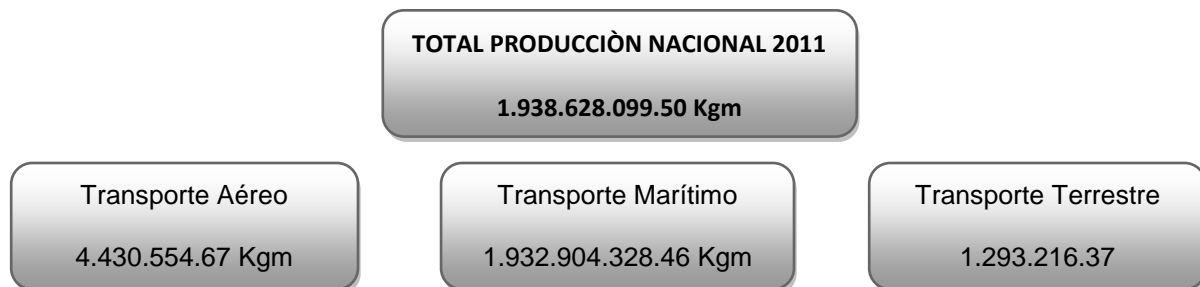 TOTAL PRODUCCIÒN NACIONAL 2011
1.938.628.099.50 Kgm
Transporte Aéreo
4.430.554.67 Kgm
Transporte Marítimo
1.932.904.328.46 Kgm
Transporte Terrestre
1.293.216.37